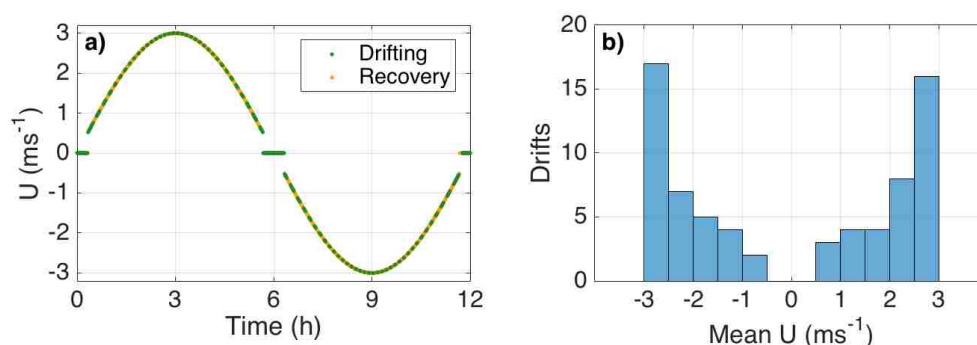 a)
Drifting
Recovery
3
2
1
0
-1
-2
-3
U (ms⁻¹)
0 3 6 9 12
Time (h)
b)
20
15
10
5
0
Drifts
-3 -2 -1 0 1 2 3
Mean U (ms⁻¹)